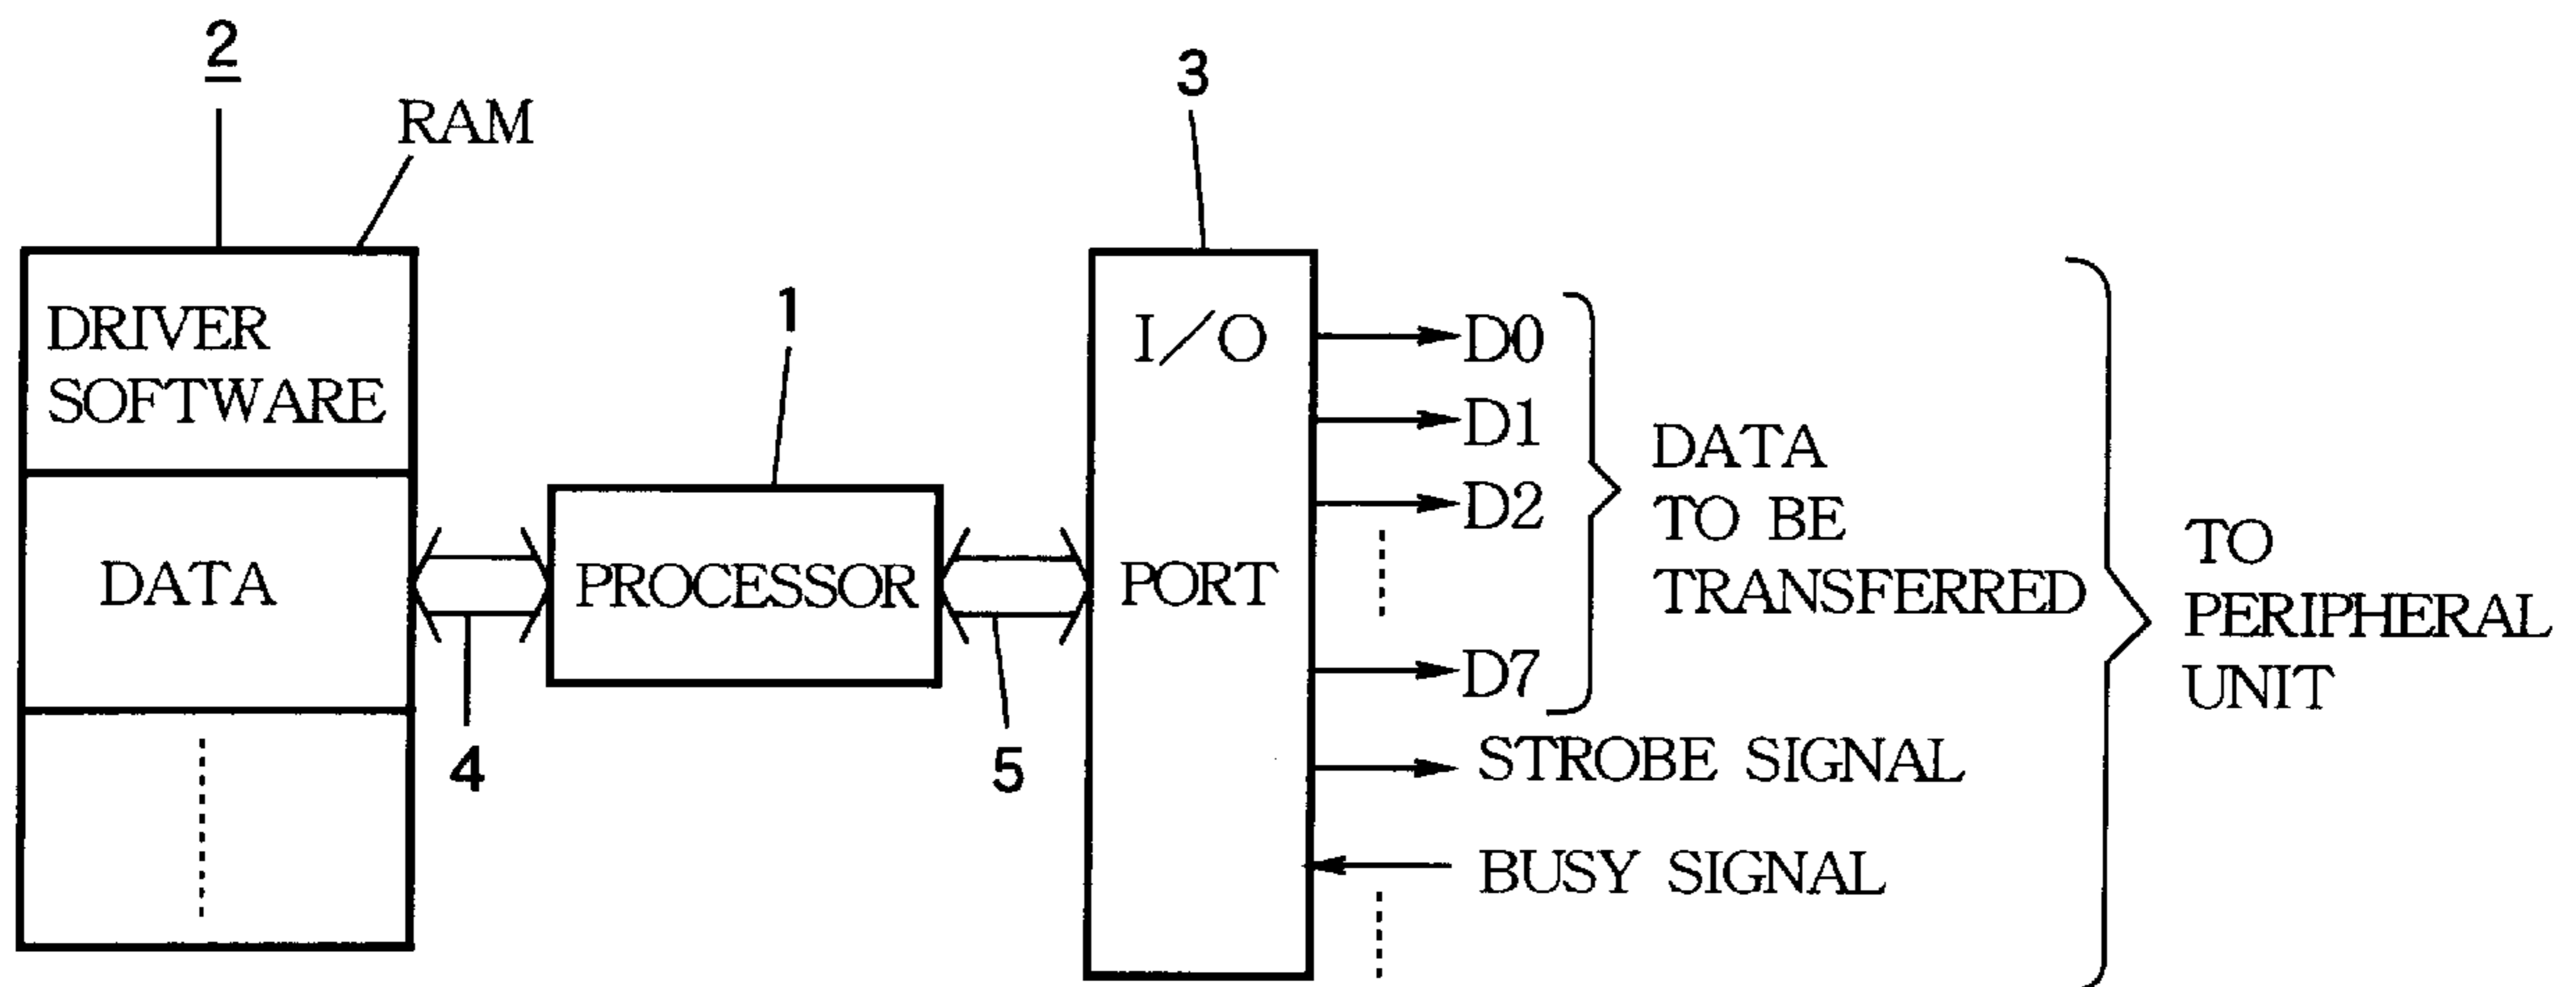 2
RAM
DRIVER
SOFTWARE
DATA
4
1
PROCESSOR
5
3
I/O
PORT
D0
D1
D2
D7
DATA
TO BE
TRANSFERRED
STROBE SIGNAL
BUSY SIGNAL
TO
PERIPHERAL
UNIT